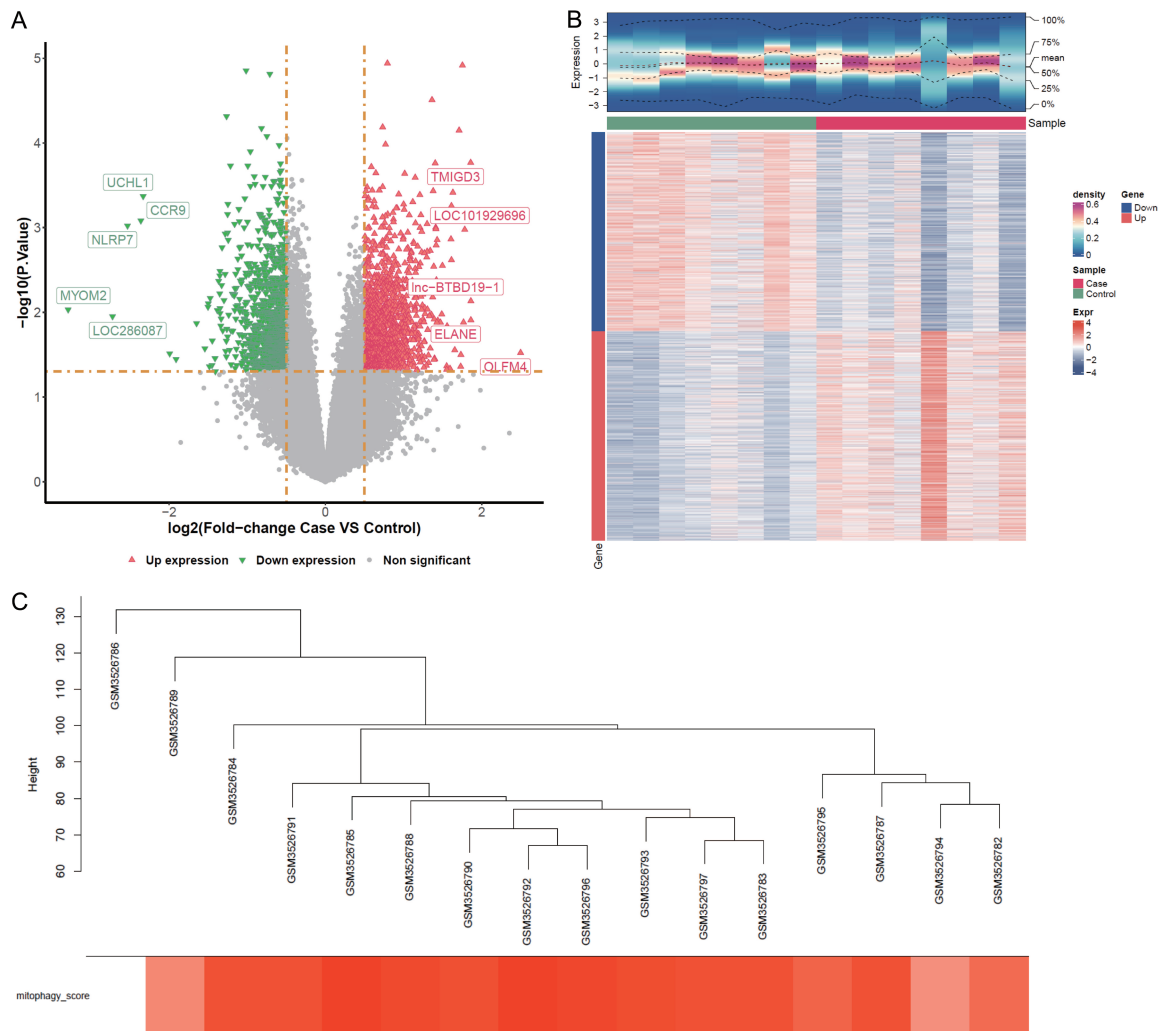 A
5
4
3
2
1
0
−log10(P.Value)
UCHL1
CCR9
NLRP7
MYOM2
LOC286087
TMIGD3
LOC101929696
lnc−BTBD19−1
ELANE
OLFM4
−2
0
2
log2(Fold−change Case VS Control)
Up expression
Down expression
Non significant
B
Expression
3
2
1
0
−1
−2
−3
100%
75%
mean
50%
25%
0%
Sample
Gene
density
0.6
0.4
0.2
0
Gene
Down
Up
Sample
Case
Control
Expr
4
2
0
−2
−4
C
Height
130
120
110
100
90
80
70
60
GSM3526786
GSM3526789
GSM3526784
GSM3526791
GSM3526785
GSM3526788
GSM3526790
GSM3526792
GSM3526796
GSM3526793
GSM3526797
GSM3526783
GSM3526795
GSM3526787
GSM3526794
GSM3526782
mitophagy_score